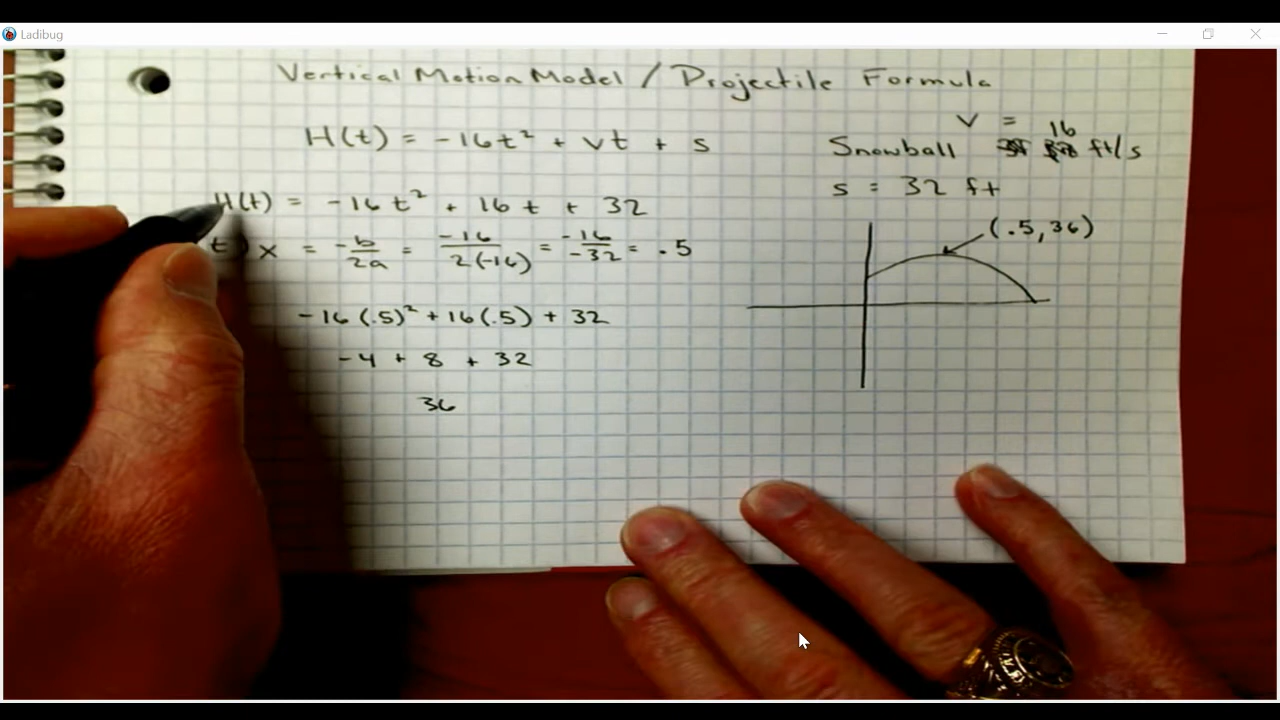 Ladibug
Vertical Motion Model / Projectile Formula
H(t) = -16t² + vt + s
v = 16
Snowball ft/s
s = 32 ft
H(t) = -16t² + 16t + 32
t) x = -b/2a = -16/2(-16) = -16/-32 = .5
(.5, 36)
-16(.5)² + 16(.5) + 32
-4 + 8 + 32
36